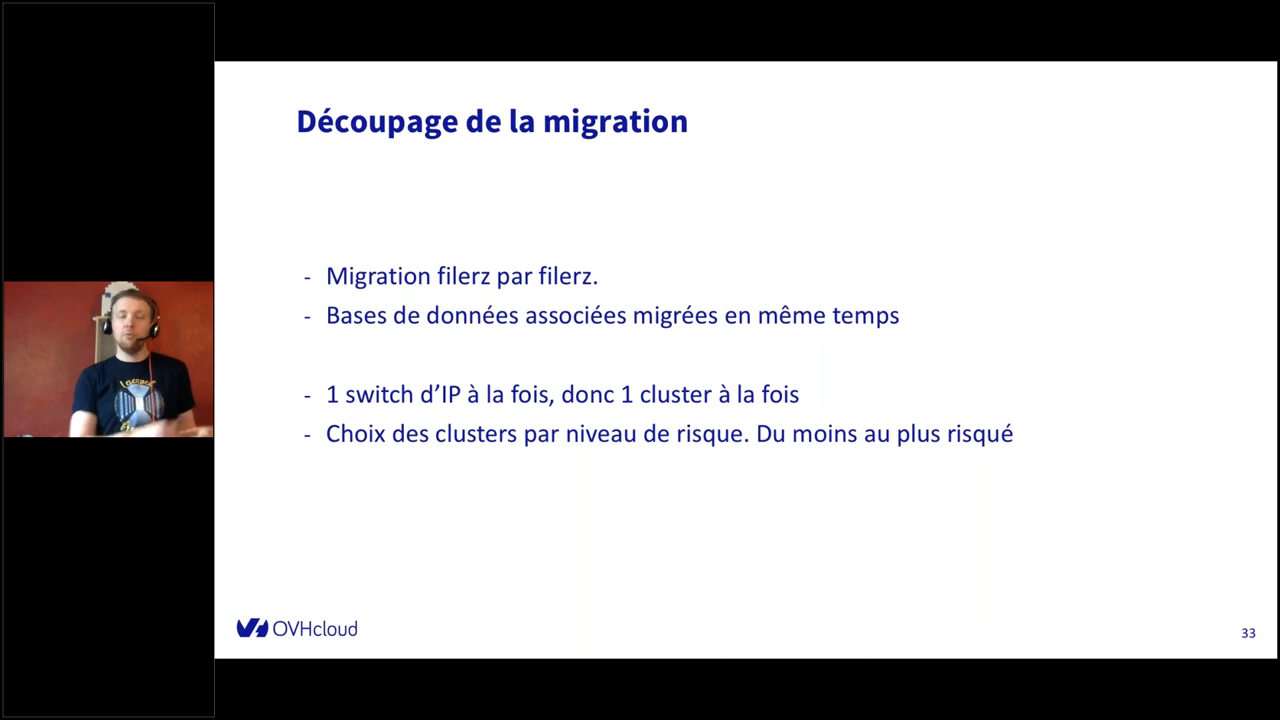 Découpage de la migration
- Migration filerz par filerz.
- Bases de données associées migrées en même temps
- 1 switch d’IP à la fois, donc 1 cluster à la fois
- Choix des clusters par niveau de risque. Du moins au plus risqué
OVHcloud
33